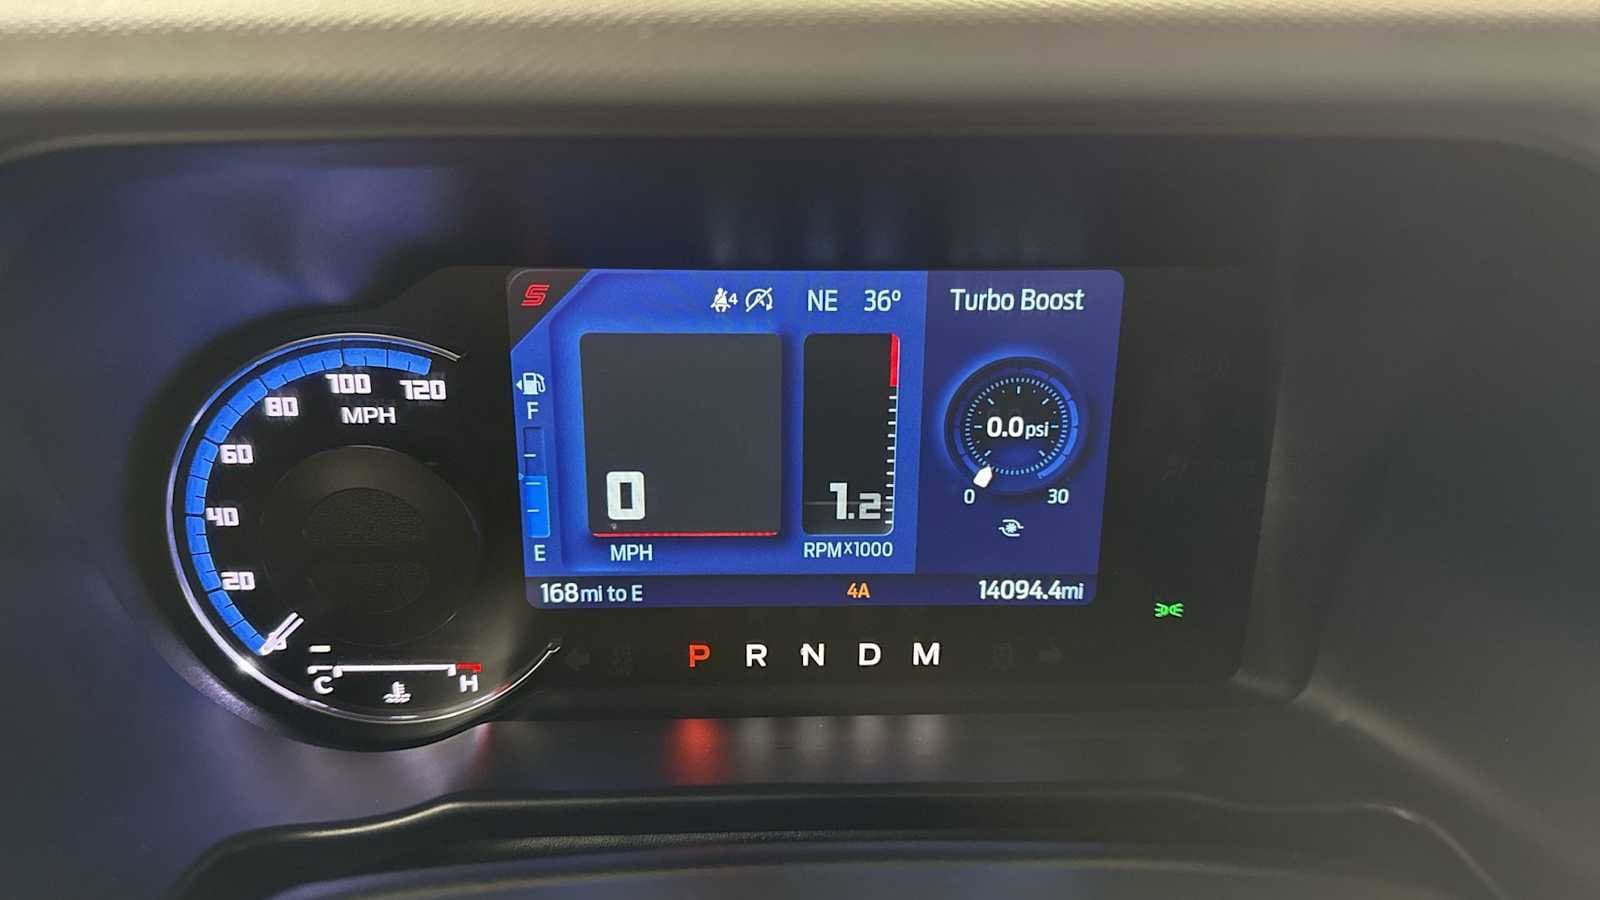 S
4
A
NE 36°
Turbo Boost
120
100
80
60
40
20
MPH
F
E
0
MPH
1.2
RPMx1000
0.0psi
0
30
168mi to E
4A
14094.4mi
P R N D M
C
H